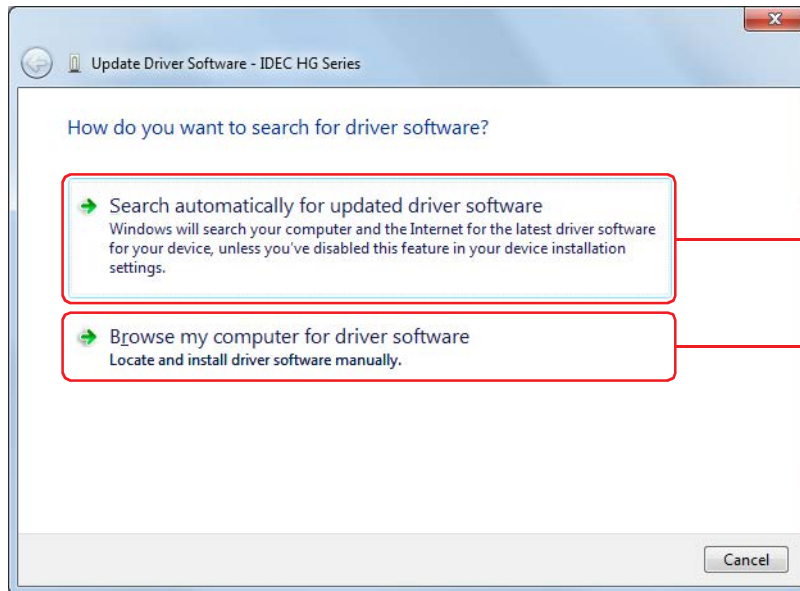 Update Driver Software - IDEC HG Series
How do you want to search for driver software?
Search automatically for updated driver software
Windows will search your computer and the Internet for the latest driver software
for your device, unless you've disabled this feature in your device installation
settings.
Browse my computer for driver software
Locate and install driver software manually.
Cancel